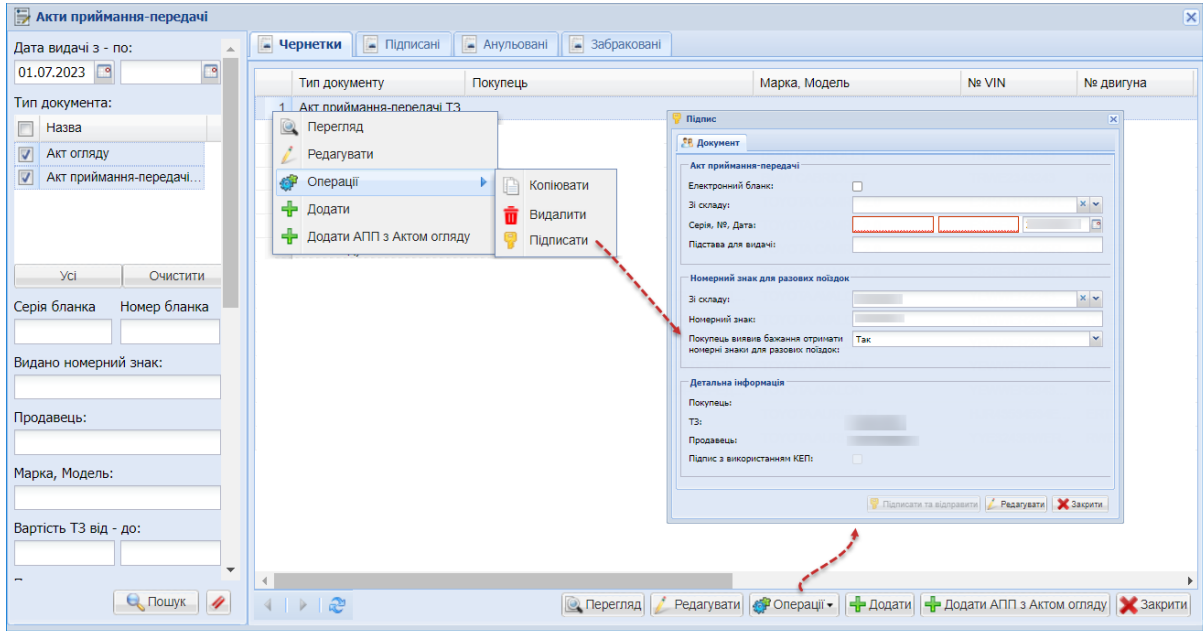 Акти приймання-передачі
Дата видачі з - по:
01.07.2023
Тип документа:
Назва
Акт огляду
Акт приймання-передачі...
Усі
Очистити
Серія бланка Номер бланка
Видано номерний знак:
Продавець:
Марка, Модель:
Вартість ТЗ від - до:
Пошук
Чернетки Підписані Анульовані Забраковані
Тип документу Покупець Марка, Модель № VIN № двигуна
1 Акт приймання-передачі ТЗ
Перегляд
Редагувати
Операції
Додати
Додати АПП з Актом огляду
Копіювати
Видалити
Підписати
Підпис
Документ
Акт приймання-передачі
Електронний бланк:
Зі складу:
Серія, №, Дата:
Підстава для видачі:
Номерний знак для разових поїздок
Зі складу:
Номерний знак:
Покупець виявив бажання отримати
номерні знаки для разових поїздок:
Так
Детальна інформація
Покупець:
ТЗ:
Продавець:
Підпис з використанням КЕП:
Підписати та відправити Редагувати Закрити
Перегляд Редагувати Операції Додати Додати АПП з Актом огляду Закрити